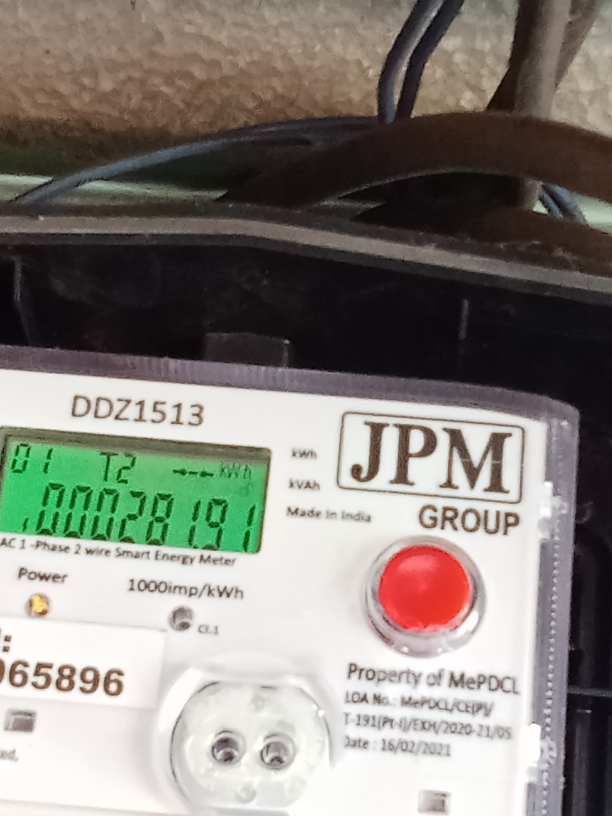 DDZ1513
JPM
GROUP
kWh
kVAh
Made in India
01 T2 kWh
00028191
AC 1 -Phase 2 wire Smart Energy Meter
Power
1000imp/kWh
Cl.1
065896
Property of MePDCL
LOA No.: MePDCL/CE(P)/
T-191(Pt-I)/EXH/2020-21/05
Date : 16/02/2021